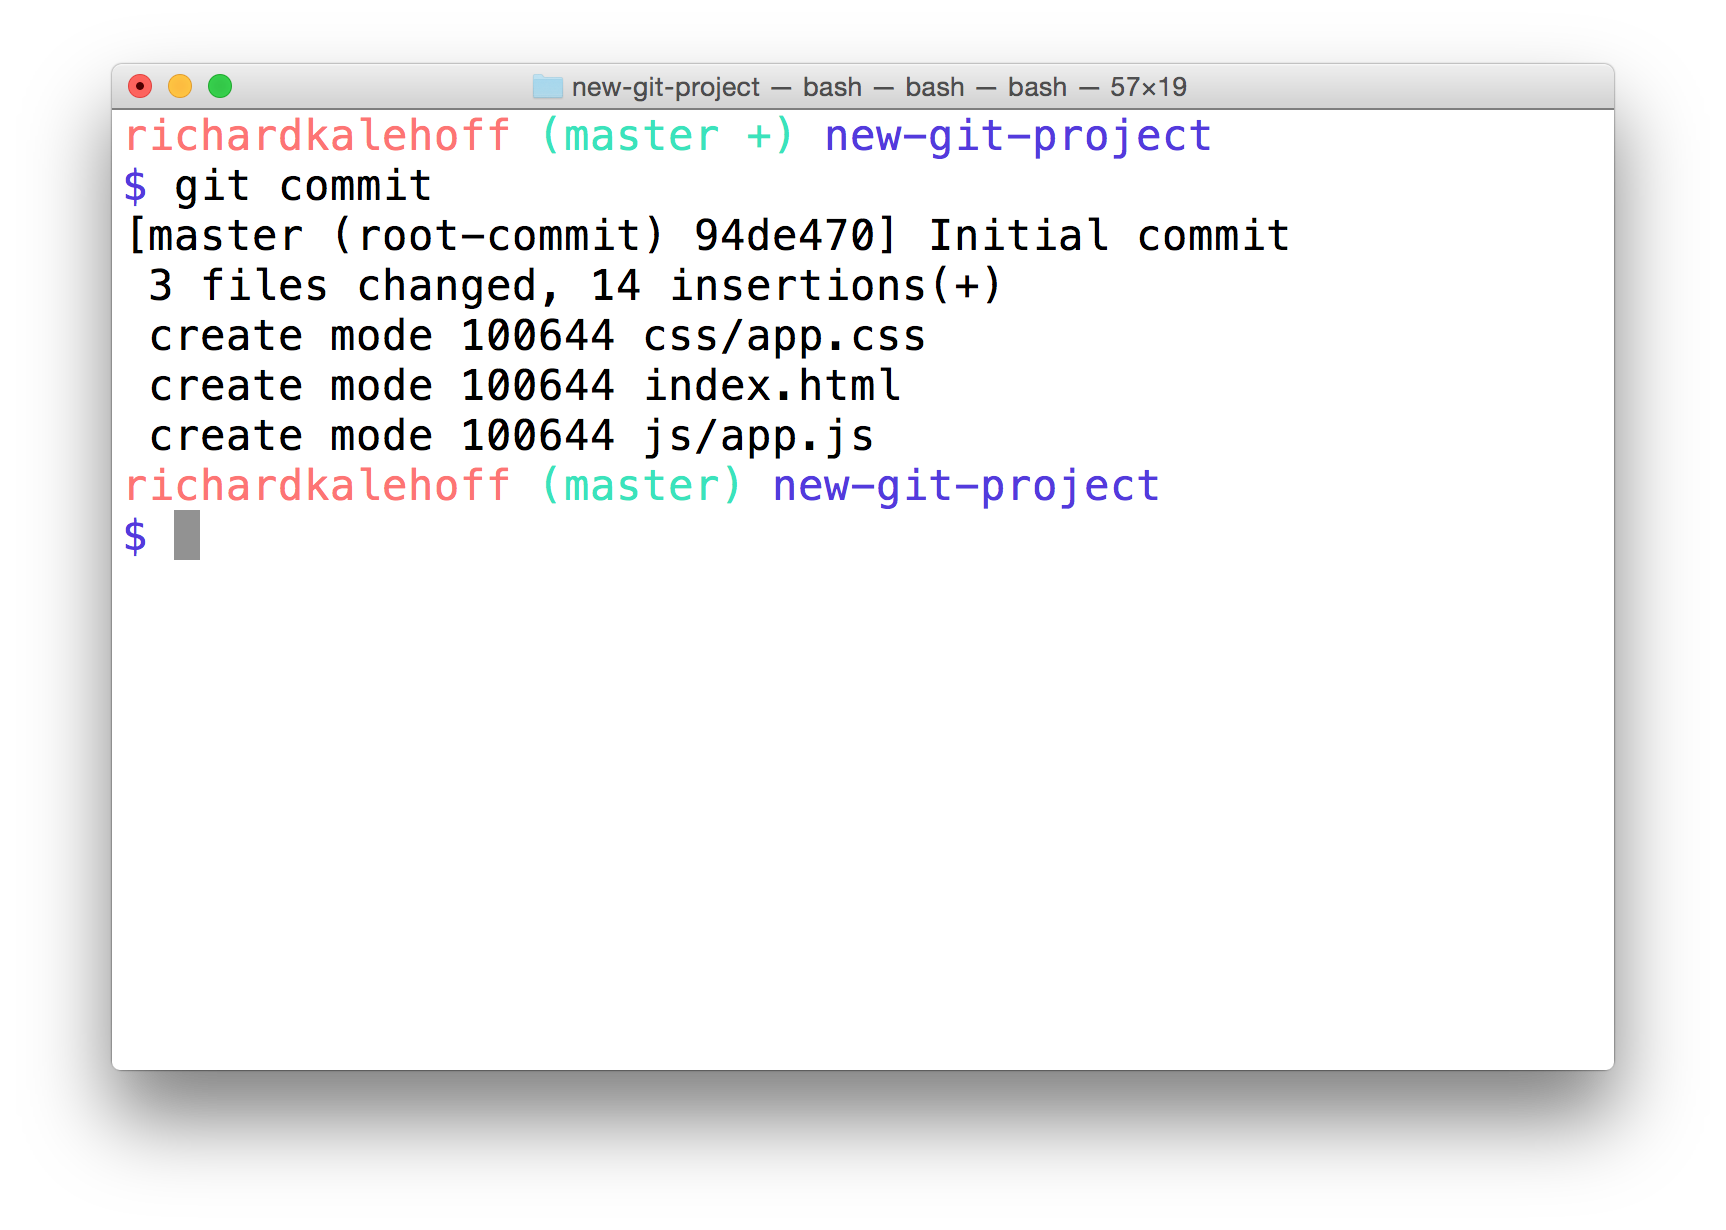 new-git-project — bash — bash — bash — 57×19
richardkalehoff (master +) new-git-project
$ git commit
[master (root-commit) 94de470] Initial commit
 3 files changed, 14 insertions(+)
 create mode 100644 css/app.css
 create mode 100644 index.html
 create mode 100644 js/app.js
richardkalehoff (master) new-git-project
$